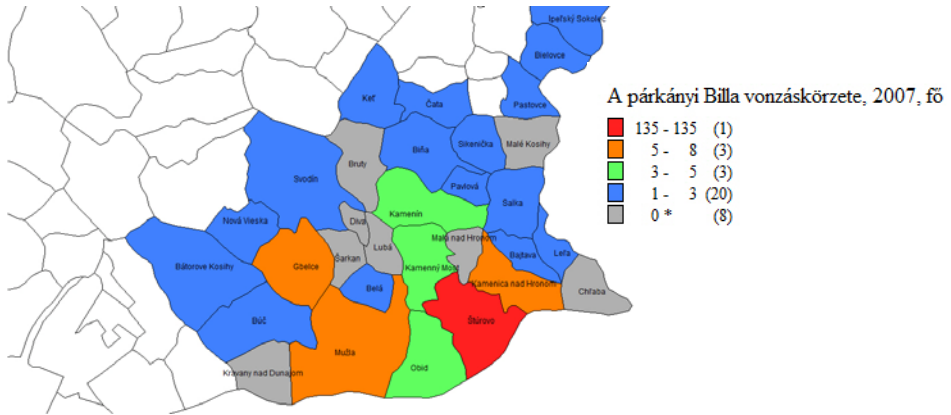 Ipeľský Sokolec
Bielovce
Keť
Čata
Pastovce
A párkányi Billa vonzáskörzete, 2007, fő
135 - 135 (1)
5 - 8 (3)
3 - 5 (3)
1 - 3 (20)
0 * (8)
Bruty
Bíňa
Sikenička
Malé Kosihy
Svodín
Pavlová
Šalka
Nová Vieska
Diva
Kamenín
Lubá
Malá nad Hronom
Bátorove Kosihy
Gbelce
Šarkan
Kamenný Most
Bajtava
Leľa
Belá
Kamenica nad Hronom
Chľaba
Búč
Štúrovo
Mužla
Obid
Kravany nad Dunajom